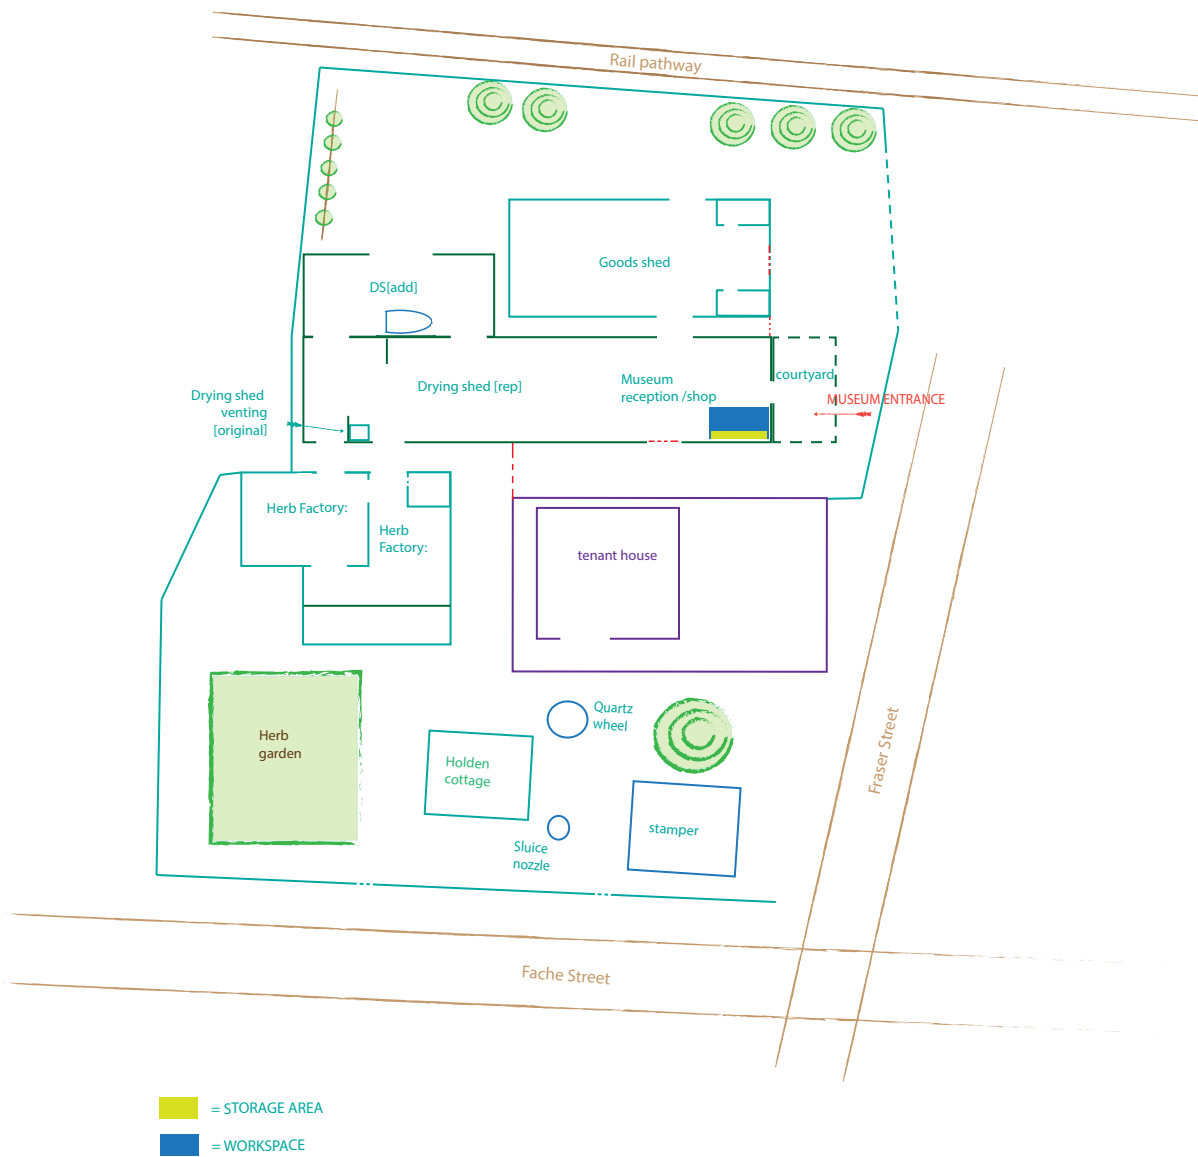 Rail pathway
Goods shed
DS[add]
Drying shed [rep]
Museum
reception /shop
courtyard
MUSEUM ENTRANCE
Drying shed
venting
[original]
Herb Factory:
Herb
Factory:
tenant house
Quartz
wheel
Herb
garden
Holden
cottage
stamper
Sluice
nozzle
Fraser Street
Fache Street
= STORAGE AREA
= WORKSPACE